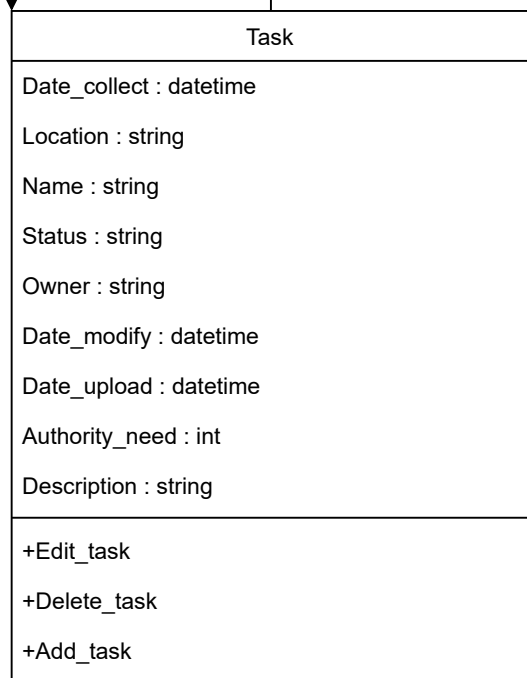 Task
Date_collect : datetime
Location : string
Name : string
Status : string
Owner : string
Date_modify : datetime
Date_upload : datetime
Authority_need : int
Description : string
+Edit_task
+Delete_task
+Add_task